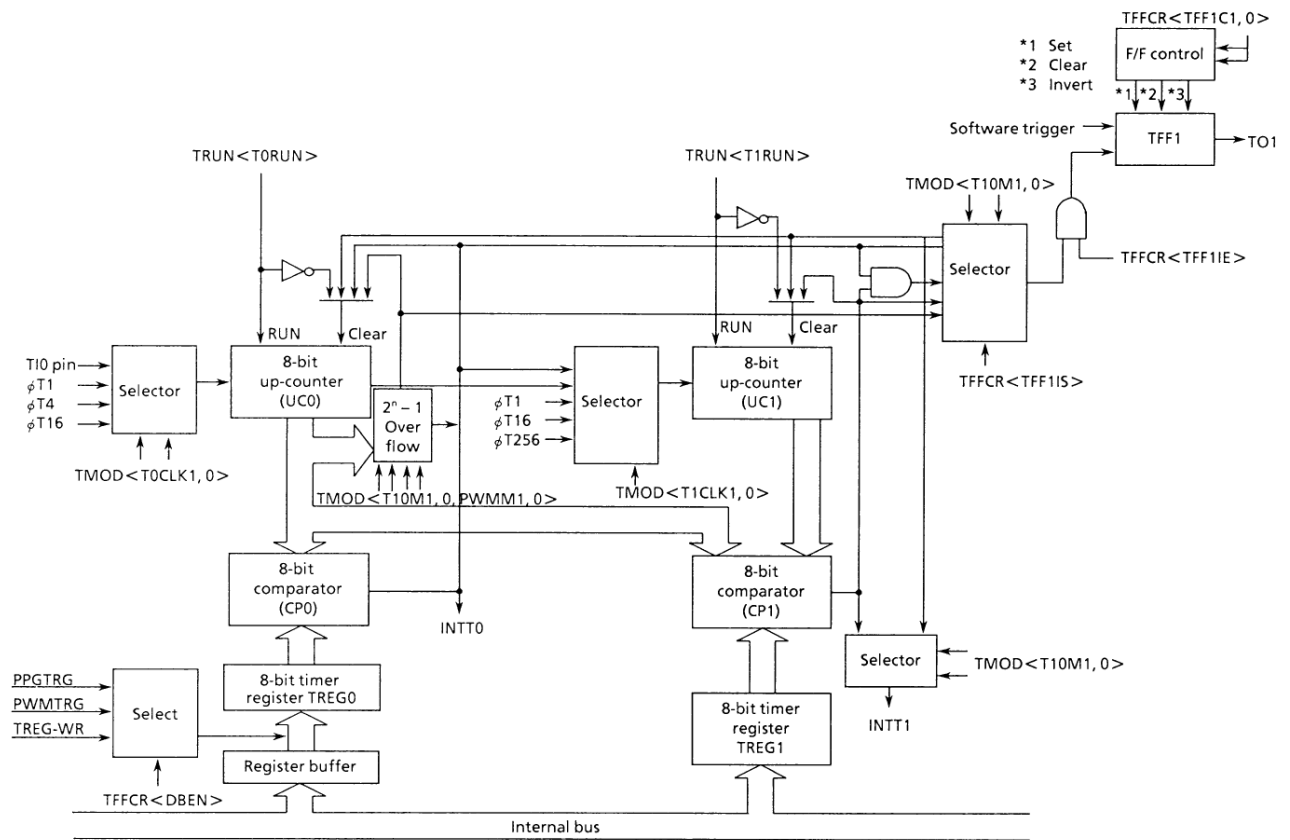 TFFCR<TFF1C1, 0>
*1 Set
*2 Clear
*3 Invert
F/F control
*1 *2 *3
Software trigger
TFF1
TO1
TRUN<T0RUN>
TRUN<T1RUN>
TMOD<T10M1, 0>
Selector
TFFCR<TFF1IE>
RUN
Clear
RUN
Clear
TFFCR<TFF1IS>
TI0 pin
ϕT1
ϕT4
ϕT16
Selector
TMOD<T0CLK1, 0>
8-bit
up-counter
(UC0)
2ⁿ – 1
Over
flow
TMOD<T10M1, 0, PWMM1, 0>
ϕT1
ϕT16
ϕT256
Selector
TMOD<T1CLK1, 0>
8-bit
up-counter
(UC1)
8-bit
comparator
(CP0)
INTT0
8-bit
comparator
(CP1)
Selector
TMOD<T10M1, 0>
INTT1
PPGTRG
PWMTRG
TREG-WR
Select
TFFCR<DBEN>
8-bit timer
register TREG0
Register buffer
8-bit timer
register
TREG1
Internal bus